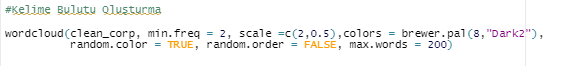 #Kelime Bulutu Oluşturma
wordcloud(clean_corp, min.freq = 2, scale =c(2,0.5),colors = brewer.pal(8,"Dark2"),
random.color = TRUE, random.order = FALSE, max.words = 200)